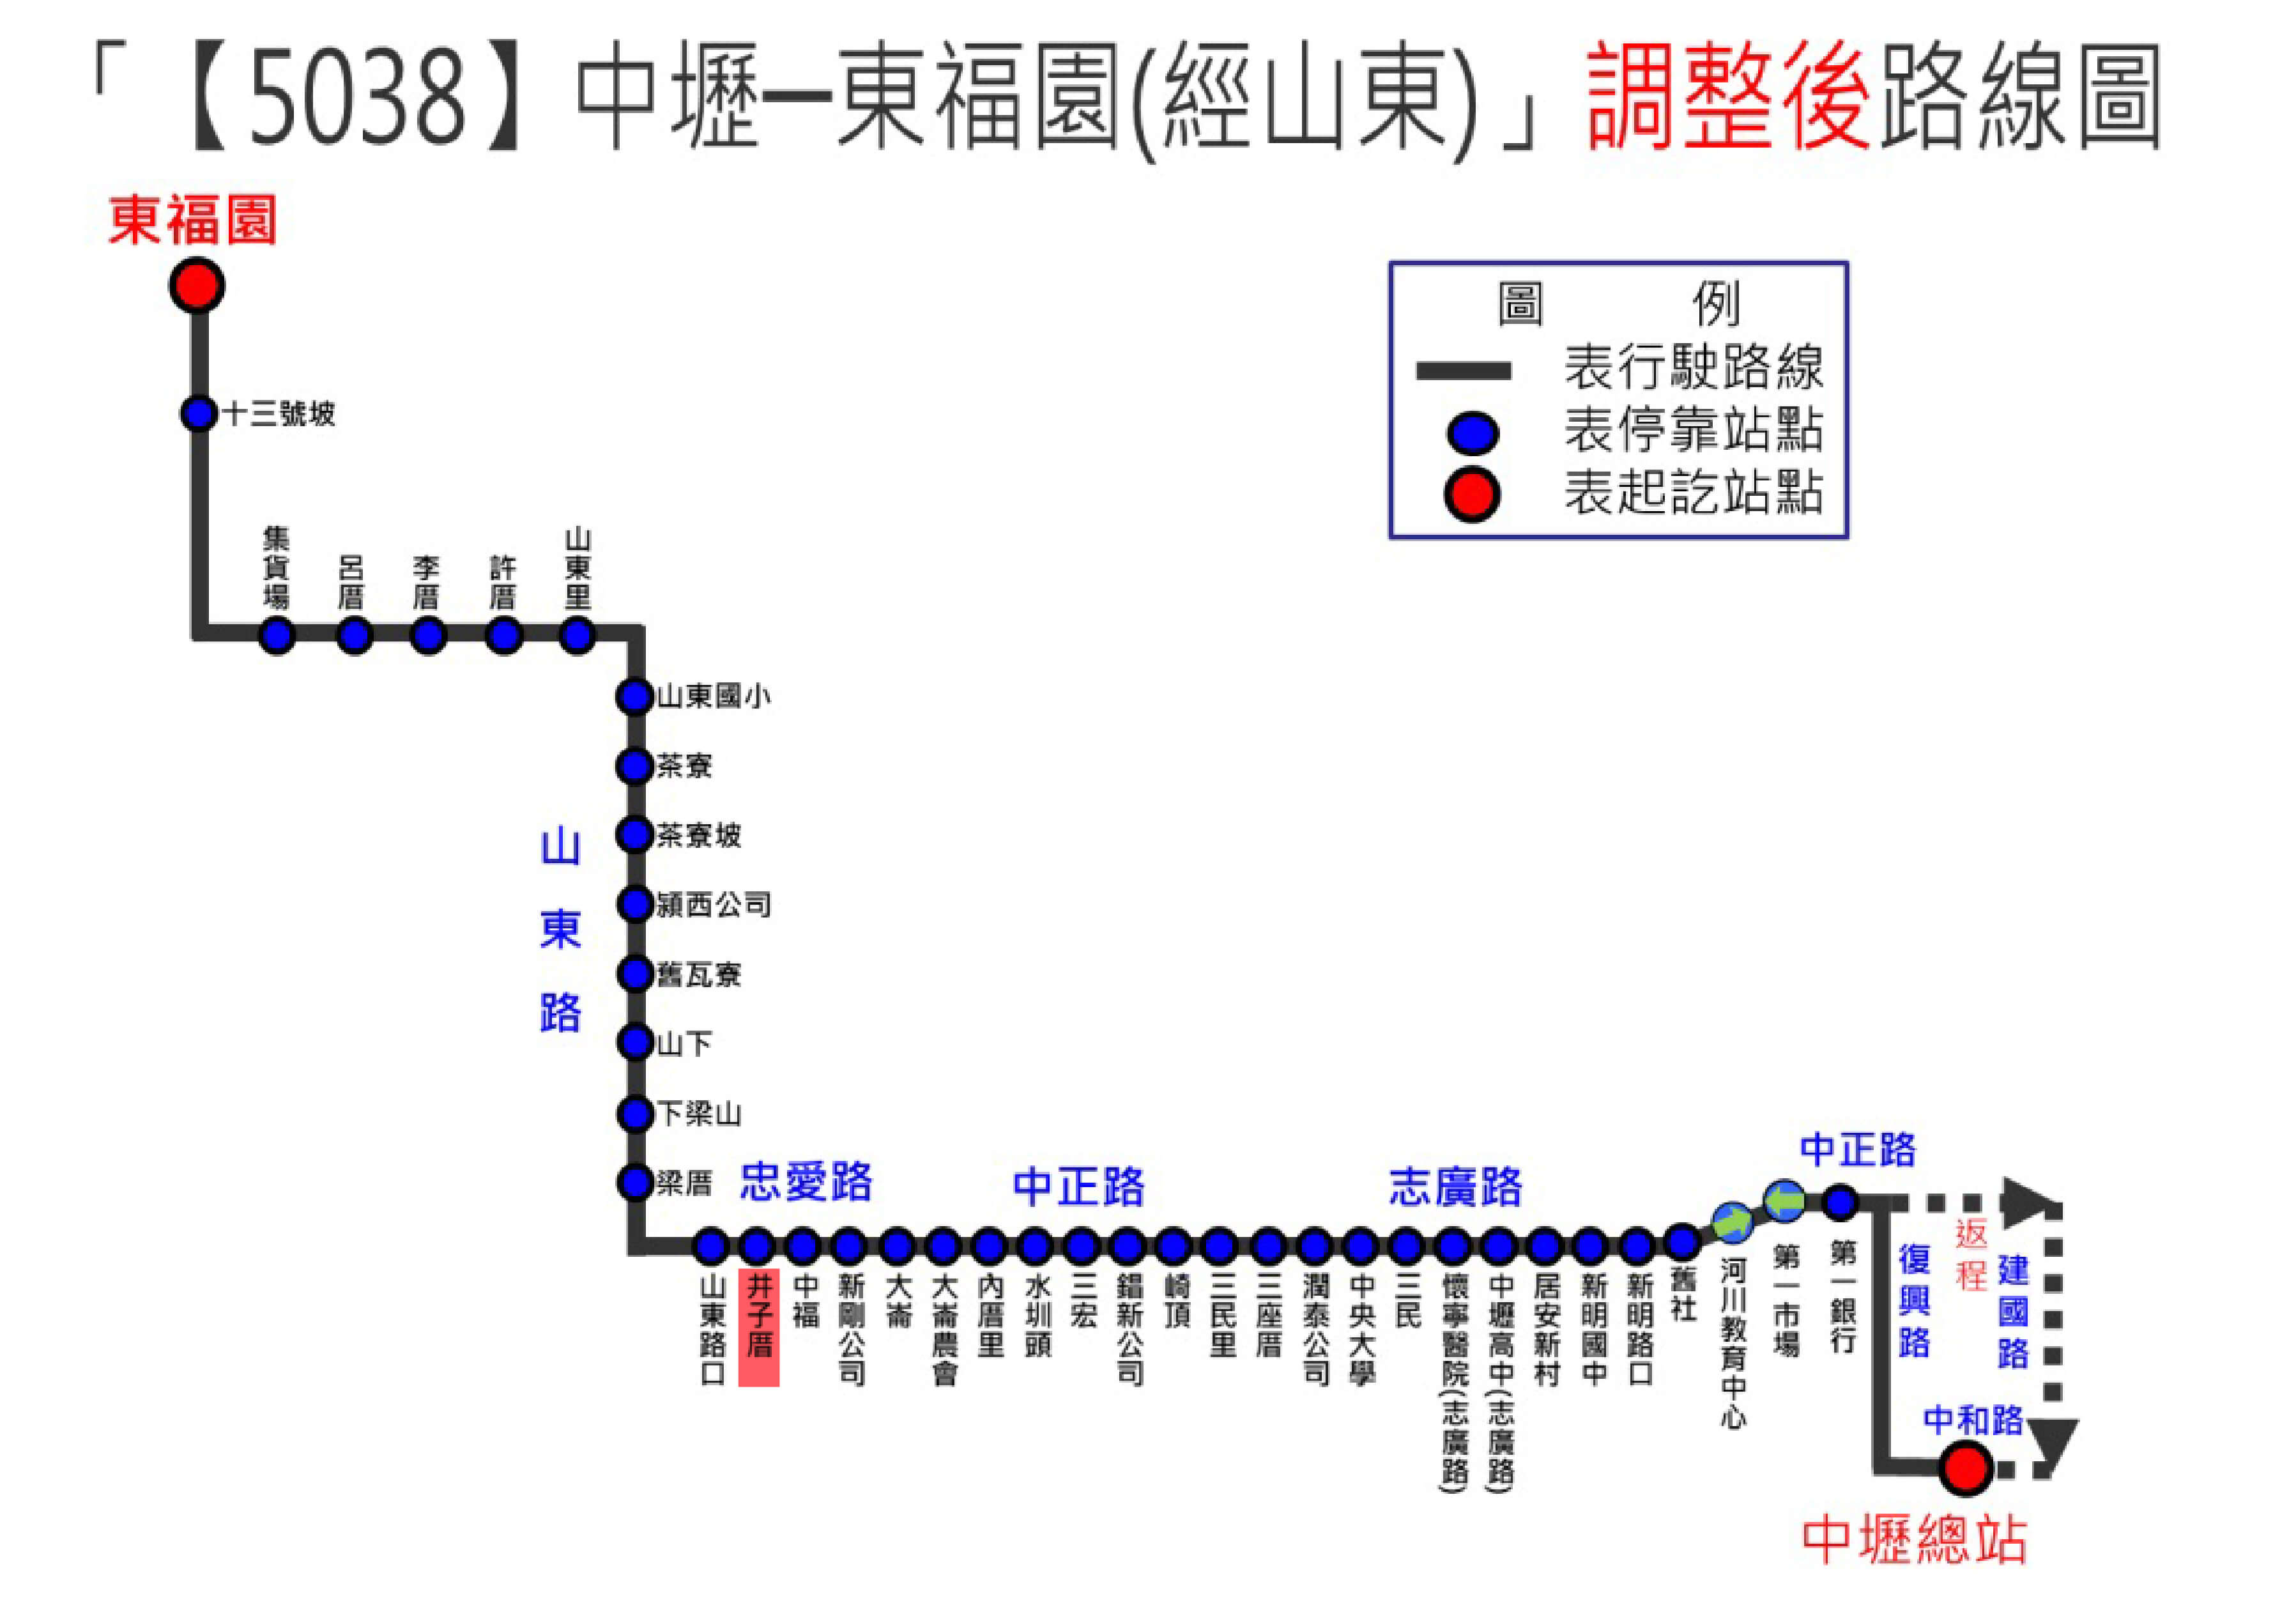 「【5038】中壢─東福園(經山東)」調整後路線圖
東福園
圖 例
表行駛路線
表停靠站點
表起訖站點
十三號坡
集貨場
呂厝
李厝
許厝
山東里
山東國小
茶寮
茶寮坡
潁西公司
舊瓦寮
山下
下梁山
梁厝
山東路
忠愛路
中正路
志廣路
中正路
山東路口
井子厝
中福
新剛公司
大崙
大崙農會
內厝里
水圳頭
三宏
鎾新公司
崎頂
三民里
三座厝
潤泰公司
中央大學
三民
懷寧醫院(志廣路)
中壢高中(志廣路)
居安新村
新明國中
新明路口
舊社
河川教育中心
第一市場
第一銀行
復興路
返程
建國路
中和路
中壢總站